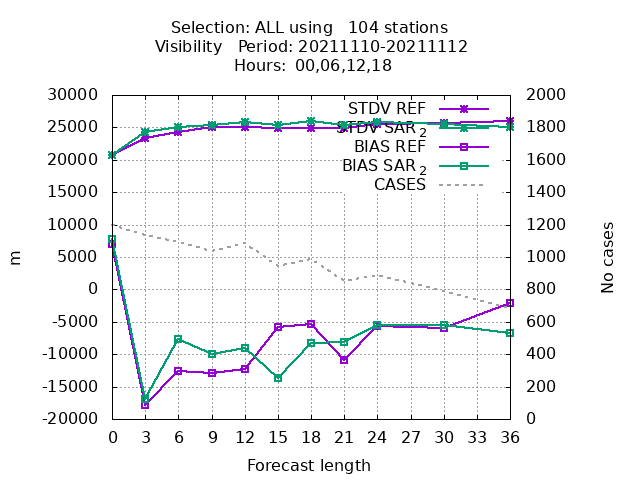 Selection: ALL using 104 stations
Visibility Period: 20211110-20211112
Hours: 00,06,12,18
STDV REF
STDV SAR 2
BIAS REF
BIAS SAR 2
CASES
30000
25000
20000
15000
10000
5000
0
-5000
-10000
-15000
-20000
m
2000
1800
1600
1400
1200
1000
800
600
400
200
0
No cases
0 3 6 9 12 15 18 21 24 27 30 33 36
Forecast length